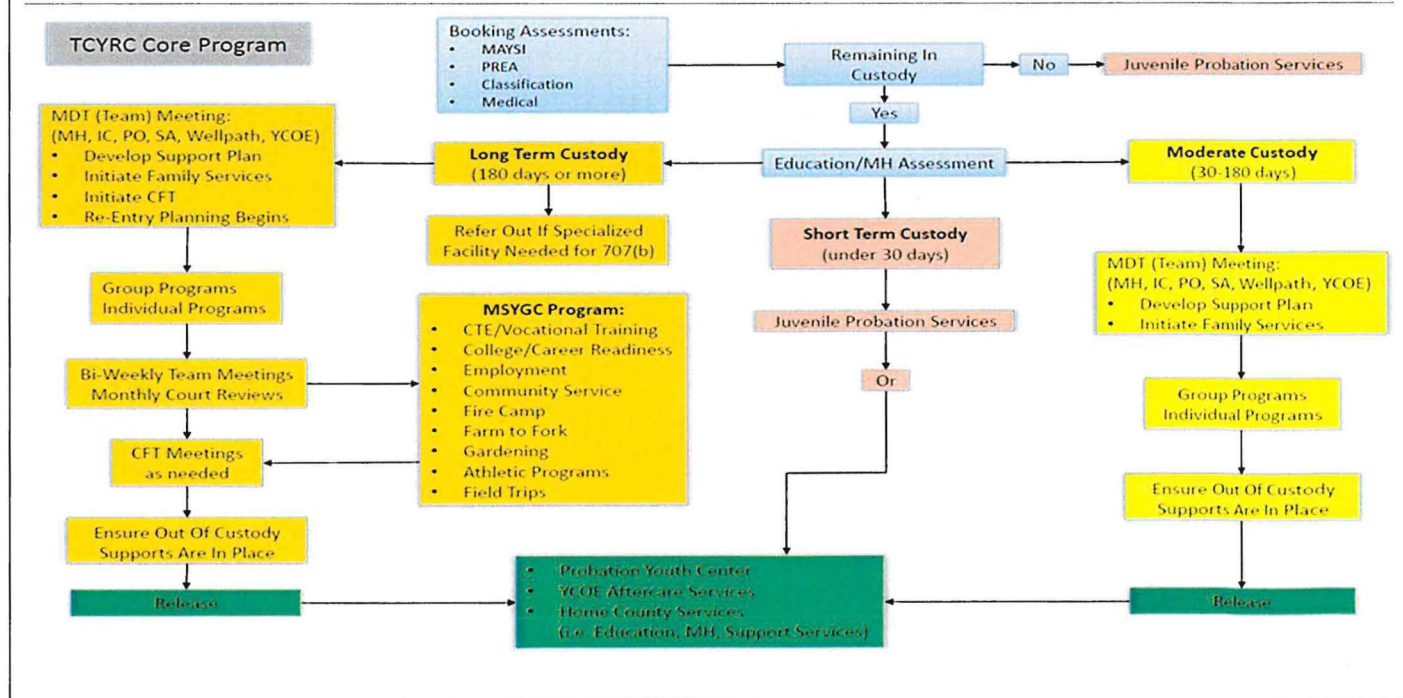 TCYRC Core Program
Booking Assessments:
• MAYSI
• PREA
• Classification
• Medical
Remaining In
Custody
No
Juvenile Probation Services
Yes
MDT (Team) Meeting:
(MH, IC, PO, SA, Wellpath, YCOE)
• Develop Support Plan
• Initiate Family Services
• Initiate CFT
• Re-Entry Planning Begins
Long Term Custody
(180 days or more)
Education/MH Assessment
Moderate Custody
(30-180 days)
Refer Out If Specialized
Facility Needed for 707(b)
Short Term Custody
(under 30 days)
MDT (Team) Meeting:
(MH, IC, PO, SA, Wellpath, YCOE)
• Develop Support Plan
• Initiate Family Services
Group Programs
Individual Programs
MSYGC Program:
• CTE/Vocational Training
• College/Career Readiness
• Employment
• Community Service
• Fire Camp
• Farm to Fork
• Gardening
• Athletic Programs
• Field Trips
Juvenile Probation Services
Or
Bi-Weekly Team Meetings
Monthly Court Reviews
Group Programs
Individual Programs
CFT Meetings
as needed
Ensure Out Of Custody
Supports Are In Place
Ensure Out Of Custody
Supports Are In Place
Release
• Probation Youth Center
• YCOE Aftercare Services
• Home County Services
(i.e. Education, MH, Support Services)
Release